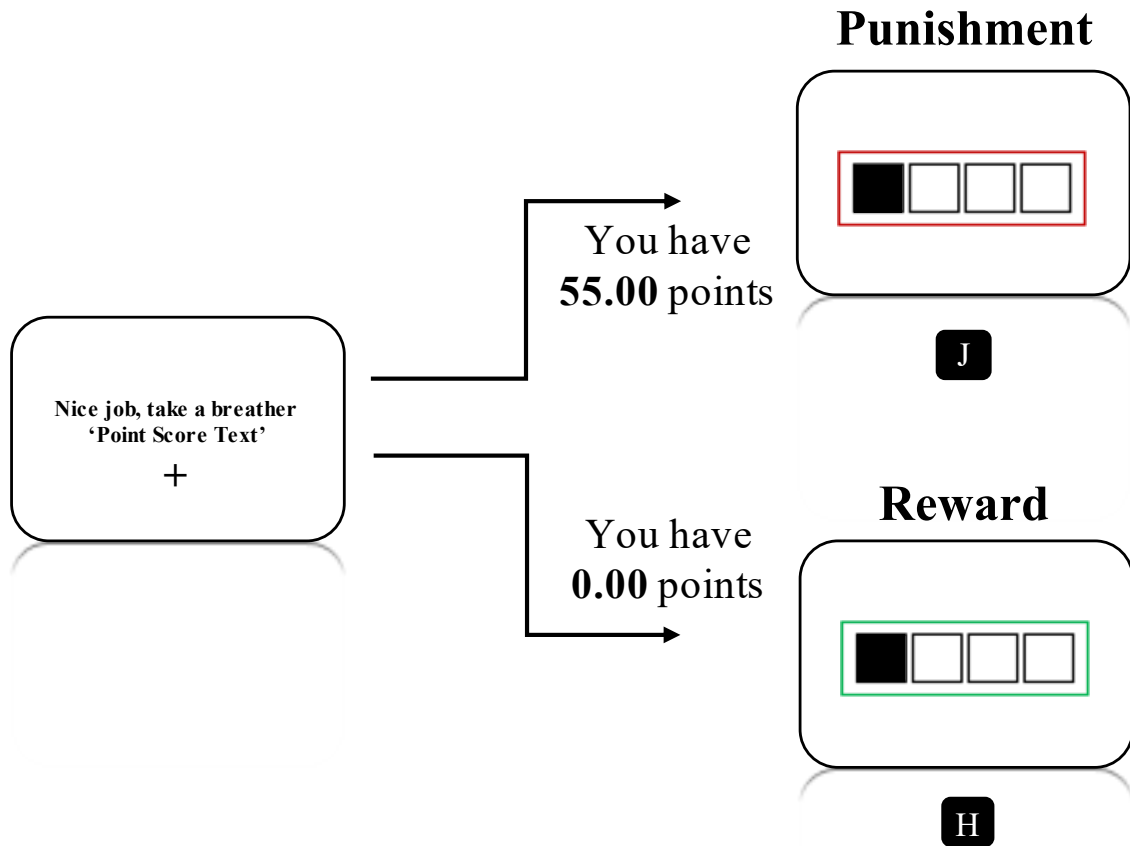 Punishment
You have
55.00 points
J
Nice job, take a breather
‘Point Score Text’
+
Reward
You have
0.00 points
H